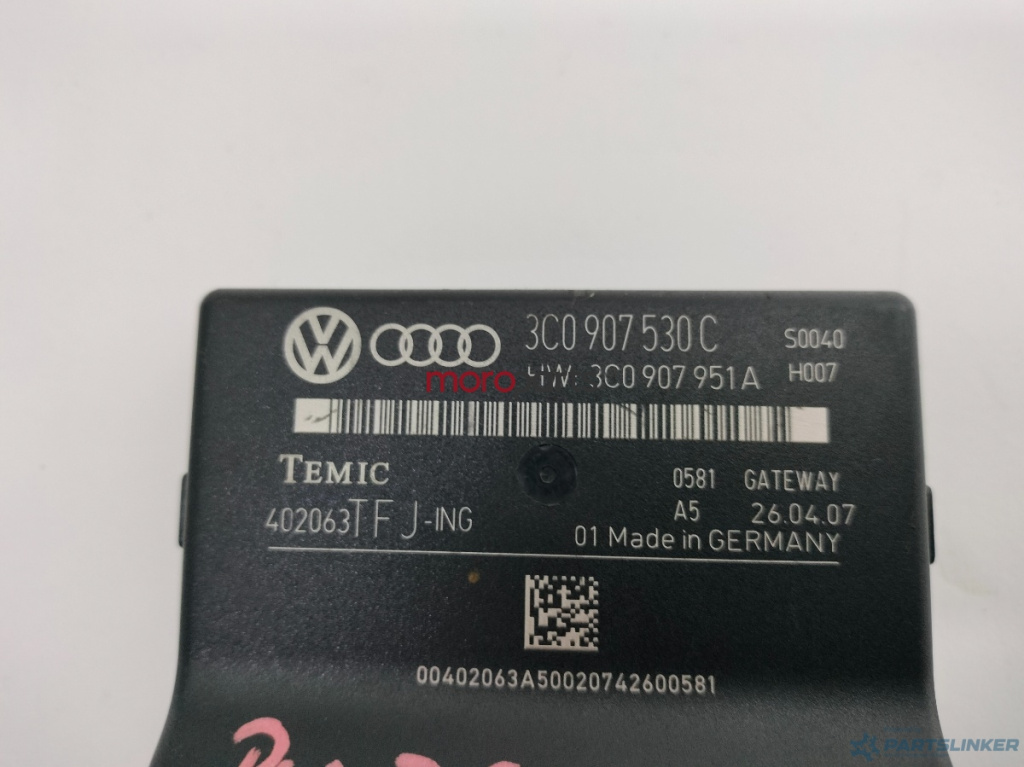 3C0 907 530 C
S0040
HW: 3C0 907 951 A
H007
moro
TEMIC
0581 GATEWAY
402063TFJ-ING
A5 26.04.07
01 Made in GERMANY
00402063A50020742600581
PARTSLINKER